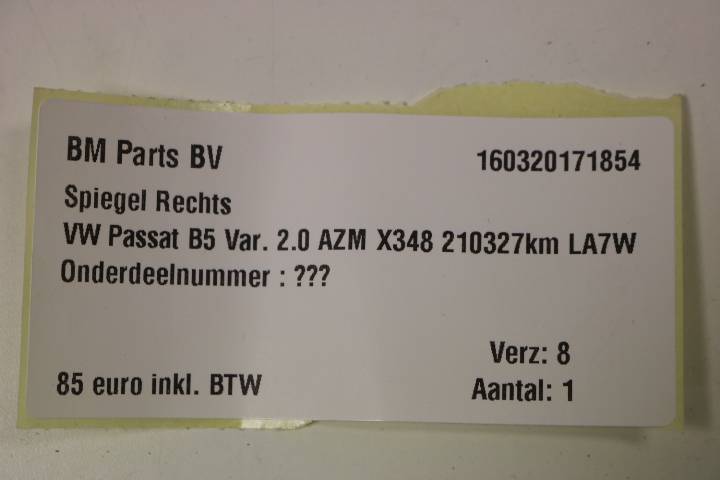 BM Parts BV 160320171854
Spiegel Rechts
VW Passat B5 Var. 2.0 AZM X348 210327km LA7W
Onderdeelnummer : ???
Verz: 8
85 euro inkl. BTW Aantal: 1